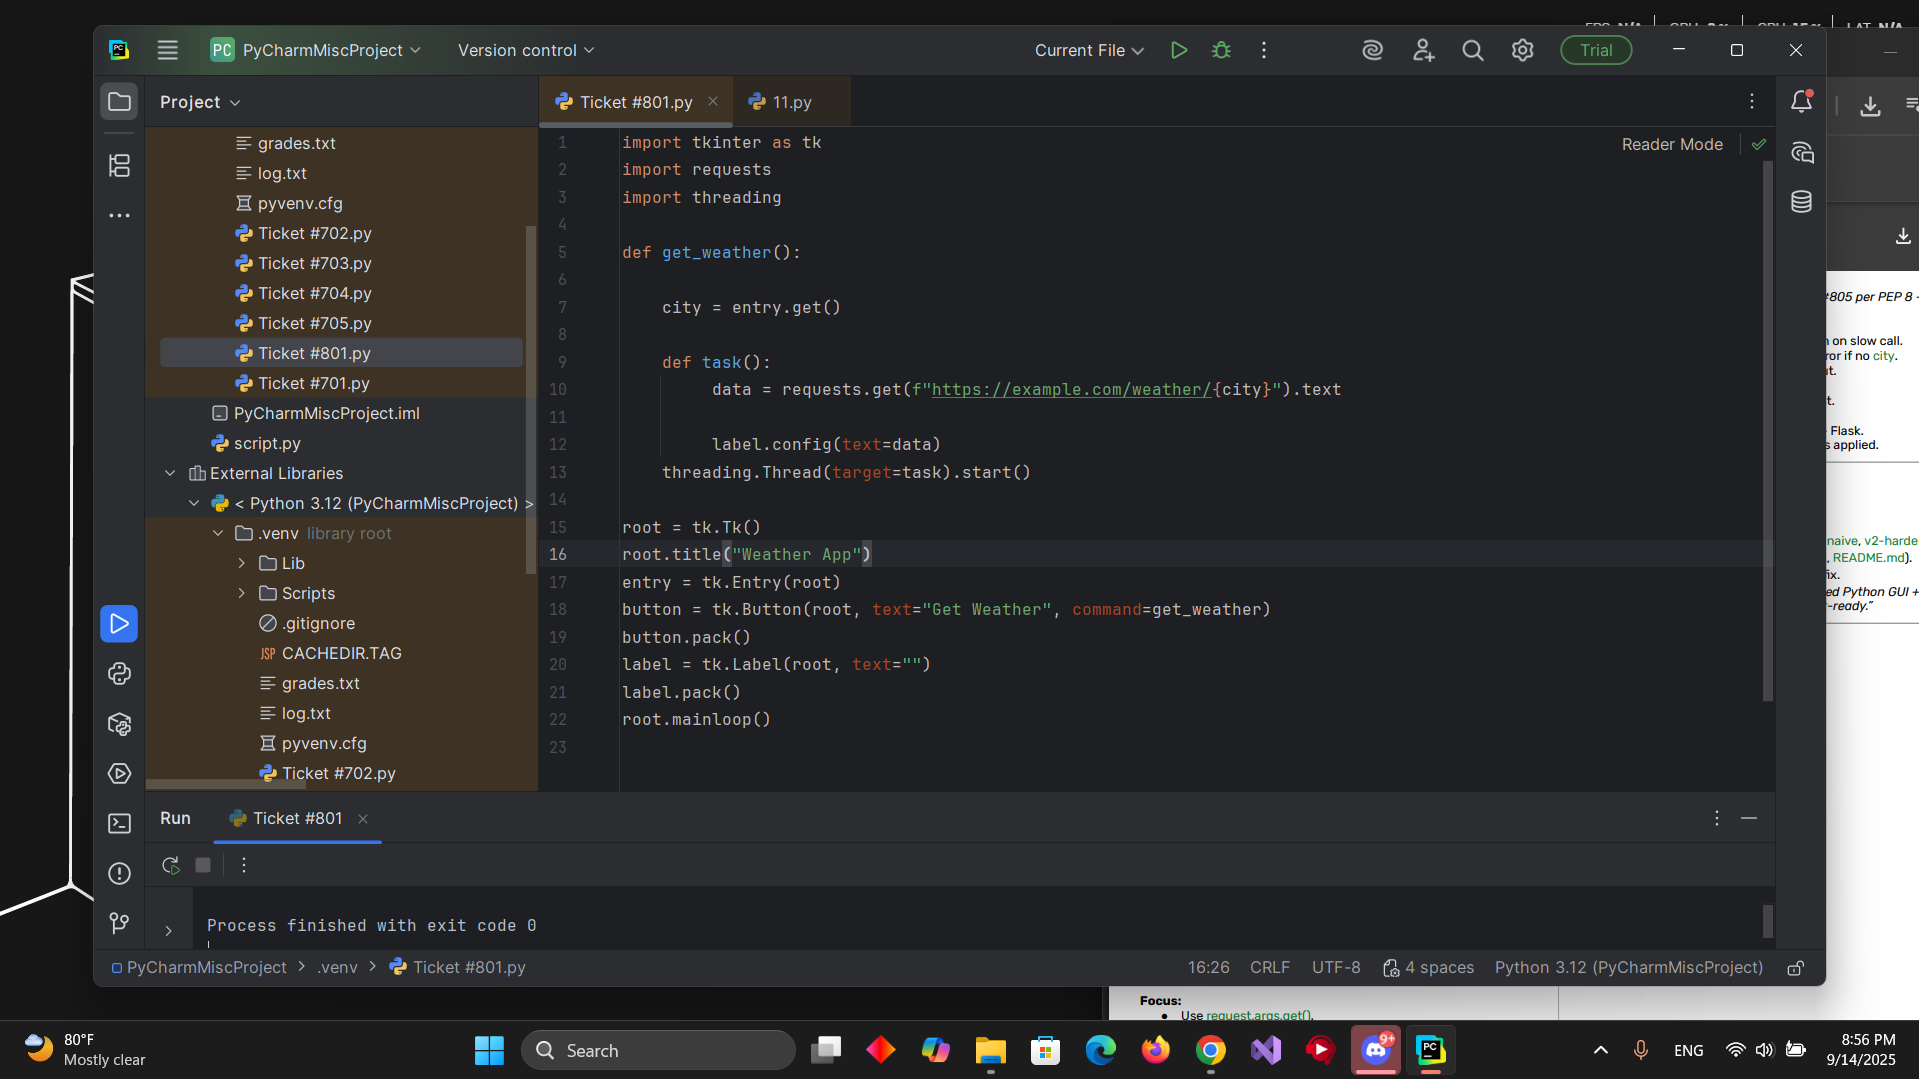 PC PyCharmMiscProject Version control Current File Trial
Project
Ticket #801.py
11.py
grades.txt
log.txt
pyvenv.cfg
Ticket #702.py
Ticket #703.py
Ticket #704.py
Ticket #705.py
Ticket #801.py
Ticket #701.py
PyCharmMiscProject.iml
script.py
External Libraries
< Python 3.12 (PyCharmMiscProject) >
.venv library root
Lib
Scripts
.gitignore
JSP CACHEDIR.TAG
grades.txt
log.txt
pyvenv.cfg
Ticket #702.py
Reader Mode
1 import tkinter as tk
2 import requests
3 import threading
4
5 def get_weather():
6
7 city = entry.get()
8
9 def task():
10 data = requests.get(f"https://example.com/weather/{city}").text
11
12 label.config(text=data)
13 threading.Thread(target=task).start()
14
15 root = tk.Tk()
16 root.title("Weather App")
17 entry = tk.Entry(root)
18 button = tk.Button(root, text="Get Weather", command=get_weather)
19 button.pack()
20 label = tk.Label(root, text="")
21 label.pack()
22 root.mainloop()
23
#805 per PEP 8
on slow call.
if no city.
Flask.
applied.
naive, v2-harde
, README.md).
fix.
ed Python GUI +
-ready.”
Run
Ticket #801
Process finished with exit code 0
PyCharmMiscProject > .venv > Ticket #801.py
16:26 CRLF UTF-8 4 spaces Python 3.12 (PyCharmMiscProject)
Focus:
● Use request.args.get().
80°F
Mostly clear
Search
9+
PC
ENG
8:56 PM
9/14/2025